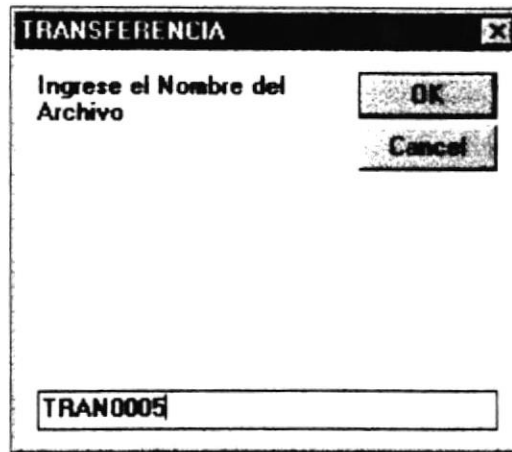 TRANSFERENCIA
Ingrese el Nombre del
Archivo
OK
Cancel
TRAN0005